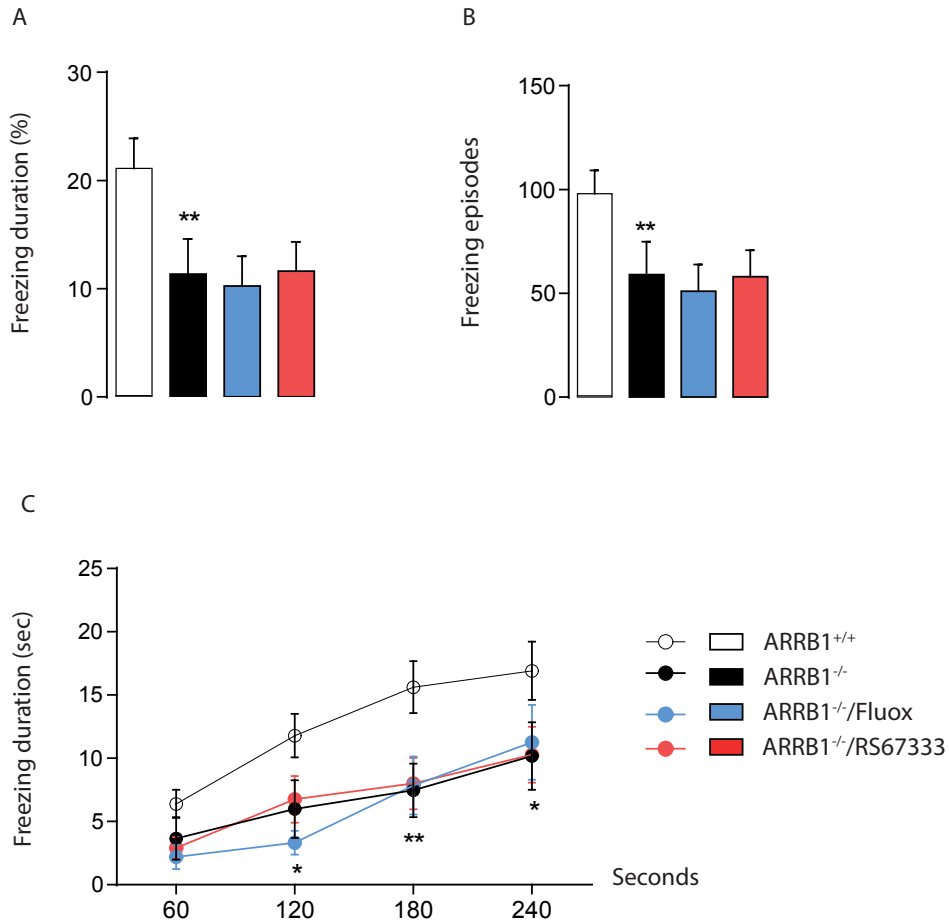 A
B
Freezing duration (%)
30
20
10
0
**
Freezing episodes
150
100
50
0
**
C
Freezing duration (sec)
25
20
15
10
5
0
*
**
*
60 120 180 240
Seconds
ARRB1+/+
ARRB1-/-
ARRB1-/-/Fluox
ARRB1-/-/RS67333